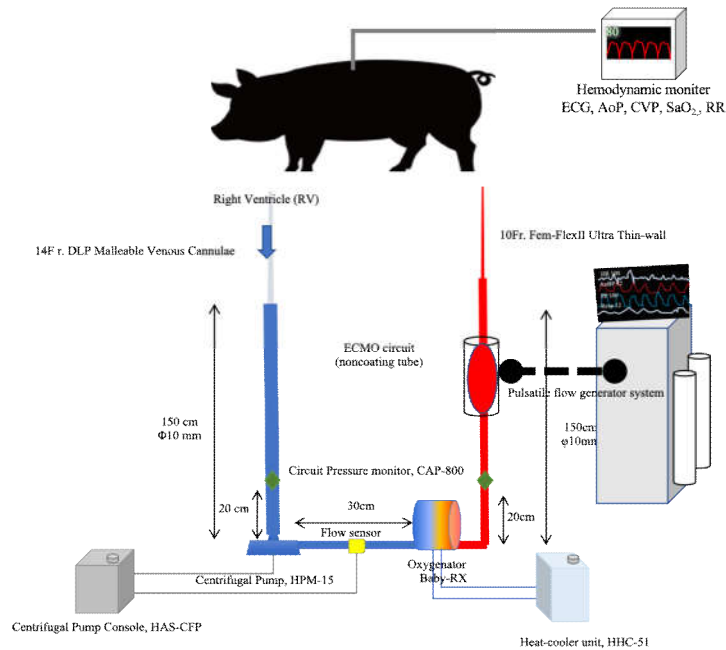 80
Hemodynamic moniter
ECG, AoP, CVP, SaO2,, RR
Right Ventricle (RV)
14F r. DLP Malleable Venous Cannulae
10Fr. Fem-FlexII Ultra Thin-wall
ECMO circuit
(noncoating tube)
Pulsatile flow generator system
150 cm
Φ10 mm
150cm
φ10mm
Circuit Pressure monitor, CAP-800
20 cm
30cm
20cm
Flow sensor
Oxygenator
Baby-RX
Centrifugal Pump, HPM-15
Centrifugal Pump Console, HAS-CFP
Heat-cooler unit, HHC-51